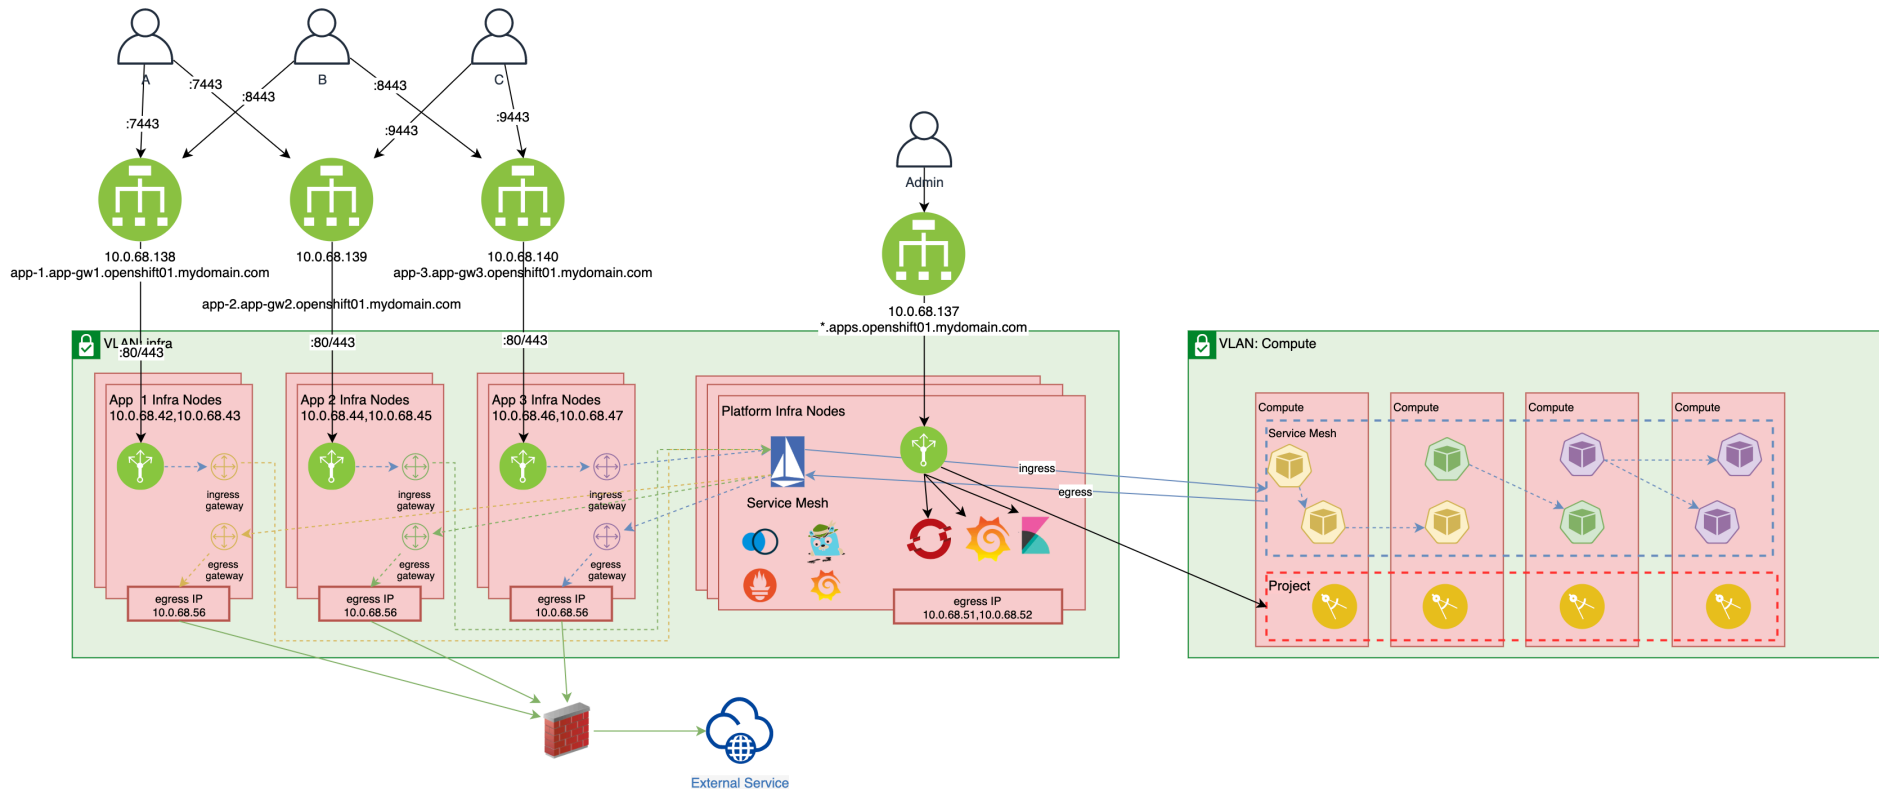 A
B
C
:7443
:8443
:8443
:7443
:9443
:9443
Admin
10.0.68.138
app-1.app-gw1.openshift01.mydomain.com
10.0.68.139
app-2.app-gw2.openshift01.mydomain.com
10.0.68.140
app-3.app-gw3.openshift01.mydomain.com
10.0.68.137
*.apps.openshift01.mydomain.com
VLAN: infra
:80/443
:80/443
:80/443
App 1 Infra Nodes
10.0.68.42,10.0.68.43
App 2 Infra Nodes
10.0.68.44,10.0.68.45
App 3 Infra Nodes
10.0.68.46,10.0.68.47
Platform Infra Nodes
ingress
gateway
ingress
gateway
ingress
gateway
egress
gateway
egress
gateway
egress
gateway
Service Mesh
egress IP
10.0.68.56
egress IP
10.0.68.56
egress IP
10.0.68.56
egress IP
10.0.68.51,10.0.68.52
ingress
egress
VLAN: Compute
Compute
Compute
Compute
Compute
Service Mesh
Project
External Service